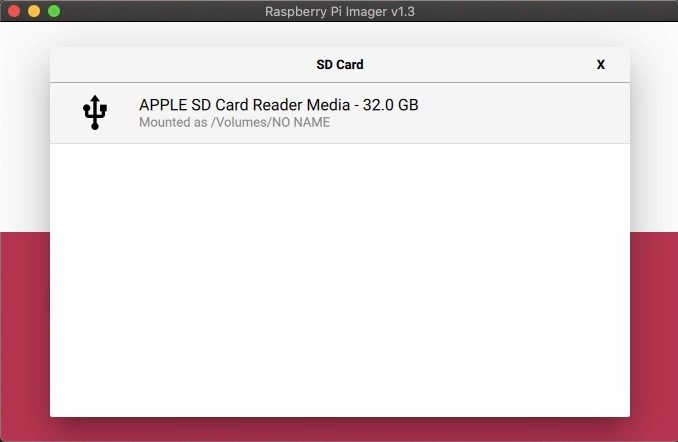 Raspberry Pi Imager v1.3
SD Card X
APPLE SD Card Reader Media - 32.0 GB
Mounted as /Volumes/NO NAME